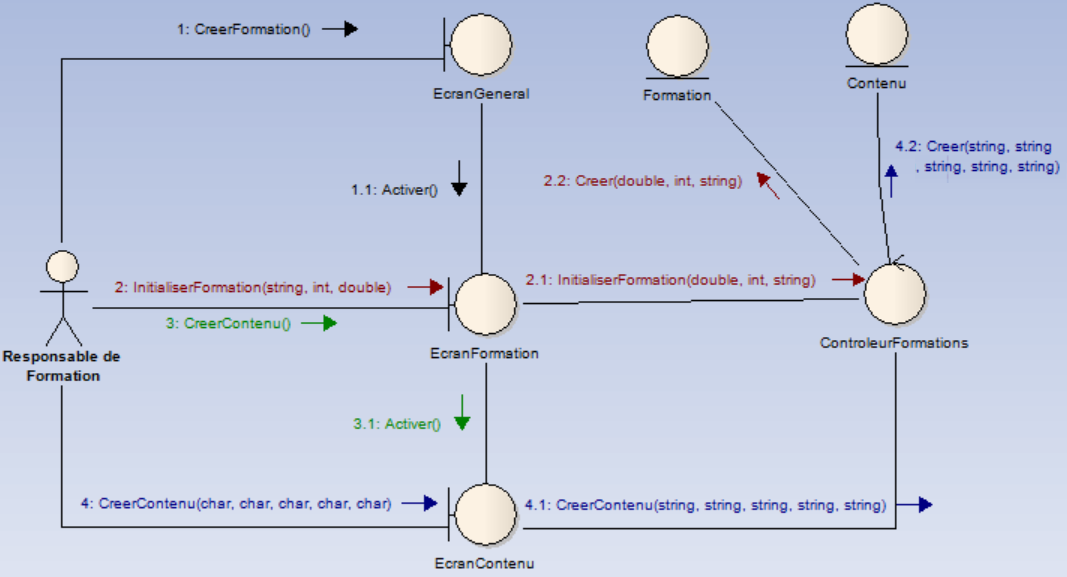 1: CreerFormation()
EcranGeneral
Formation
Contenu
4.2: Creer(string, string
, string, string, string)
2.2: Creer(double, int, string)
1.1: Activer()
2: InitialiserFormation(string, int, double)
2.1: InitialiserFormation(double, int, string)
3: CreerContenu()
Responsable de
Formation
EcranFormation
ControleurFormations
3.1: Activer()
4: CreerContenu(char, char, char, char, char)
4.1: CreerContenu(string, string, string, string, string)
EcranContenu